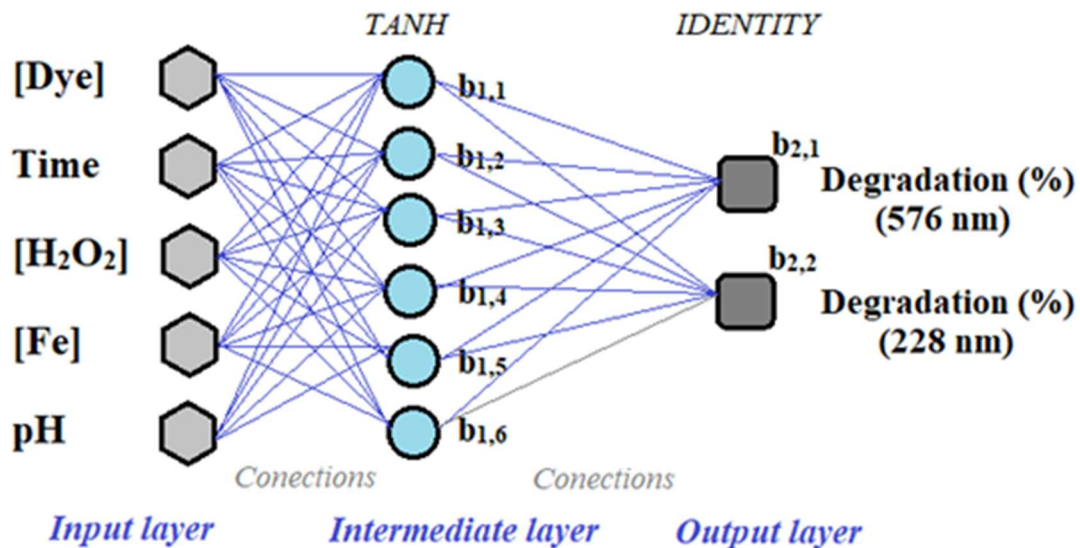 TANH
IDENTITY
[Dye]
Time
[H₂O₂]
[Fe]
pH
b₁,₁
b₁,₂
b₁,₃
b₁,₄
b₁,₅
b₁,₆
b₂,₁
Degradation (%)
(576 nm)
b₂,₂
Degradation (%)
(228 nm)
Conections
Conections
Input layer
Intermediate layer
Output layer